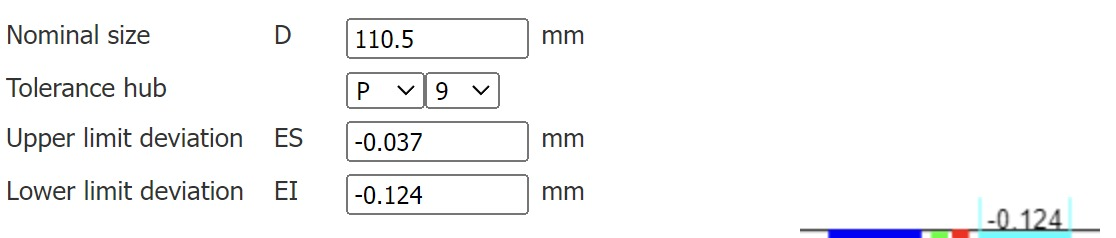 Nominal size D 110.5 mm
Tolerance hub P 9
Upper limit deviation ES -0.037 mm
Lower limit deviation EI -0.124 mm
-0.124